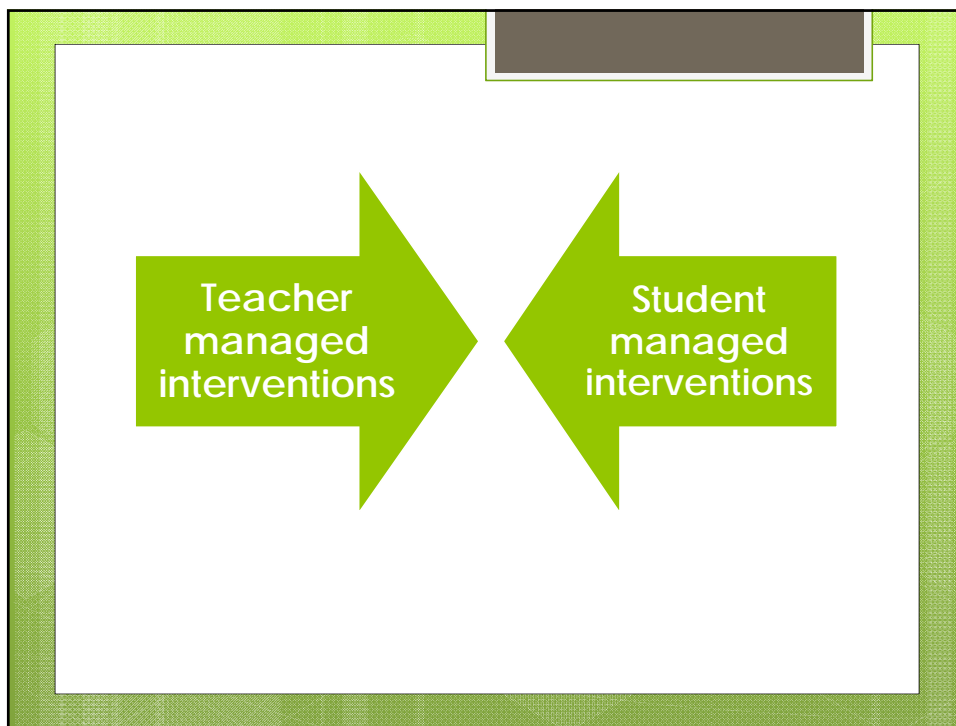 Teacher
managed
interventions
Student
managed
interventions